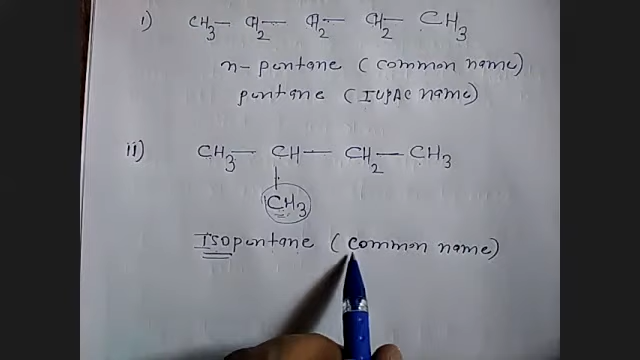 i) CH3 — CH2 — CH2 — CH2 — CH3
n-pentane (common name)
pentane (IUPAC name)
ii) CH3 — CH — CH2 — CH3
CH3
Isopentane (common name)